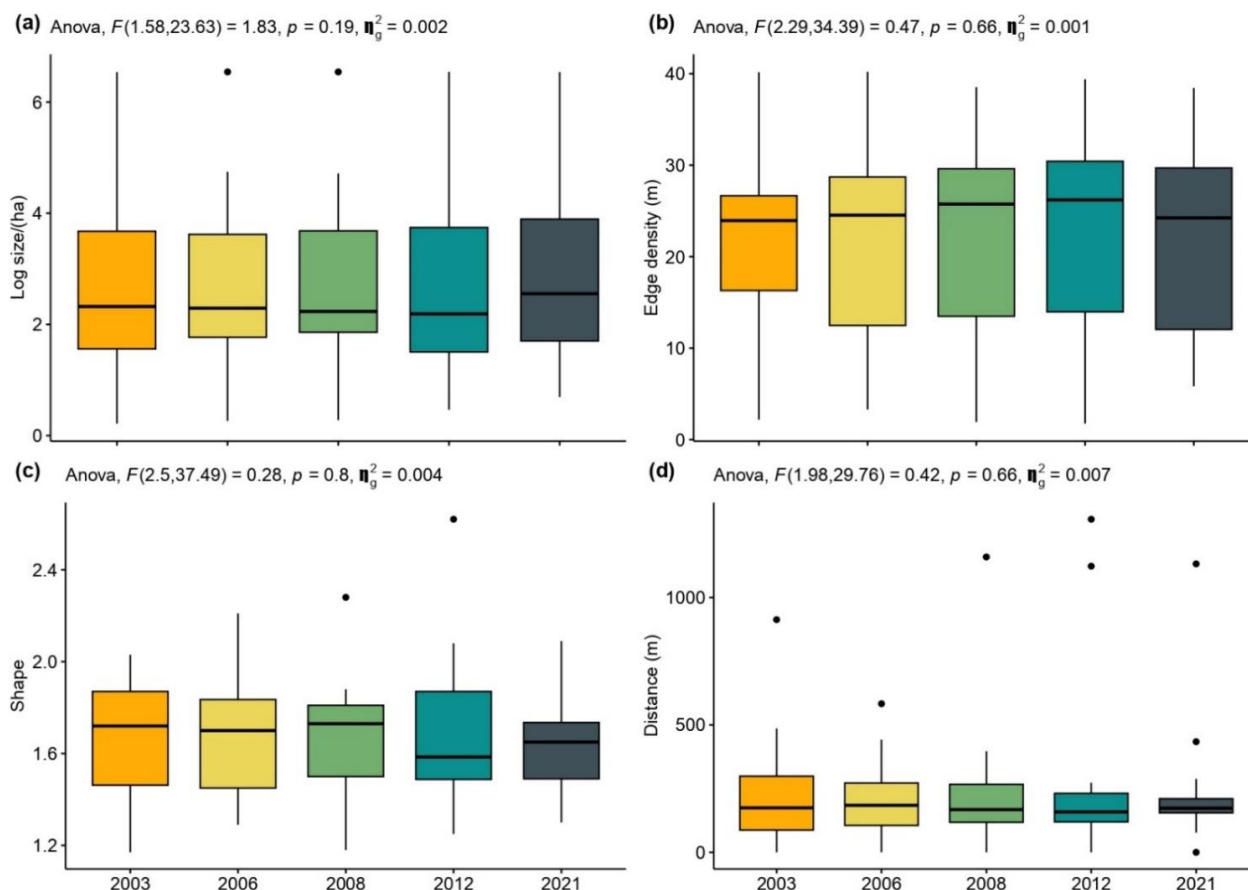 (a) Anova, F(1.58,23.63) = 1.83, p = 0.19, η²g = 0.002
6
4
2
0
Log size/(ha)
(b) Anova, F(2.29,34.39) = 0.47, p = 0.66, η²g = 0.001
40
30
20
10
0
Edge density (m)
(c) Anova, F(2.5,37.49) = 0.28, p = 0.8, η²g = 0.004
2.4
2.0
1.6
1.2
Shape
2003 2006 2008 2012 2021
(d) Anova, F(1.98,29.76) = 0.42, p = 0.66, η²g = 0.007
1000
500
0
Distance (m)
2003 2006 2008 2012 2021